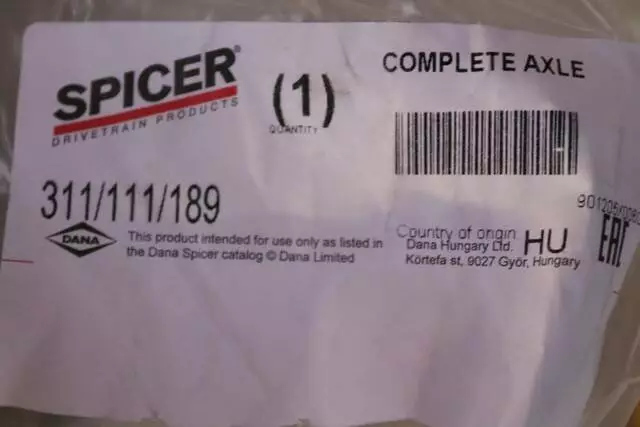 SPICER®
DRIVETRAIN PRODUCTS
(1)
QUANTITY
COMPLETE AXLE
311/111/189
DANA
This product intended for use only as listed in
the Dana Spicer catalog © Dana Limited
Country of origin HU
Dana Hungary Ltd.
Körtefa st, 9027 Győr, Hungary
EAC